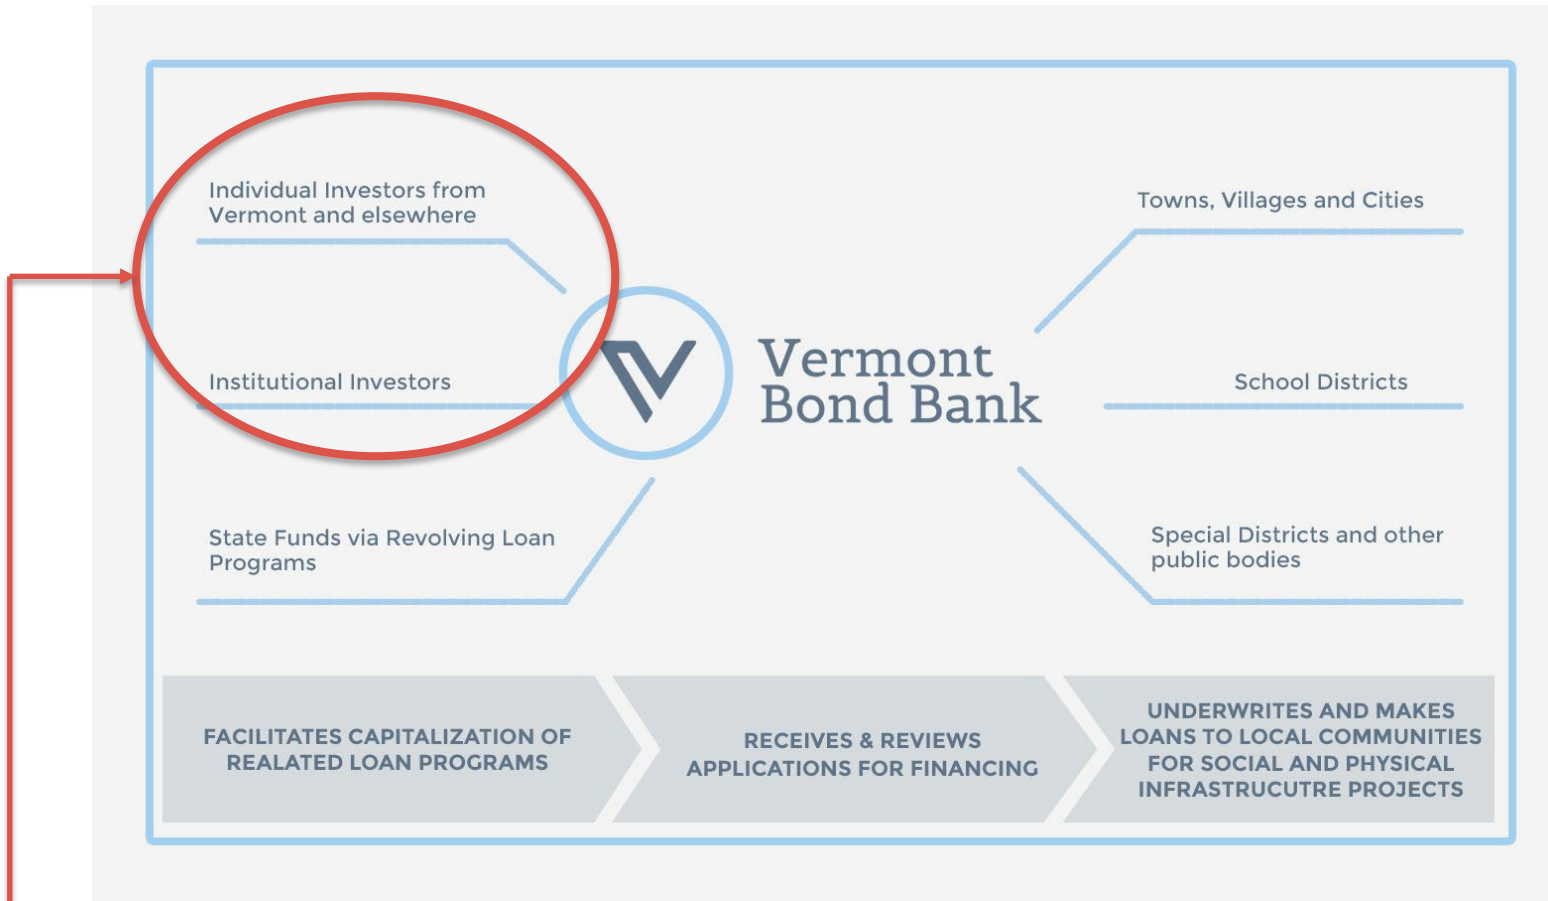 Individual Investors from
Vermont and elsewhere
Institutional Investors
State Funds via Revolving Loan
Programs
Vermont
Bond Bank
Towns, Villages and Cities
School Districts
Special Districts and other
public bodies
FACILITATES CAPITALIZATION OF
REALATED LOAN PROGRAMS
RECEIVES & REVIEWS
APPLICATIONS FOR FINANCING
UNDERWRITES AND MAKES
LOANS TO LOCAL COMMUNITIES
FOR SOCIAL AND PHYSICAL
INFRASTRUCUTRE PROJECTS